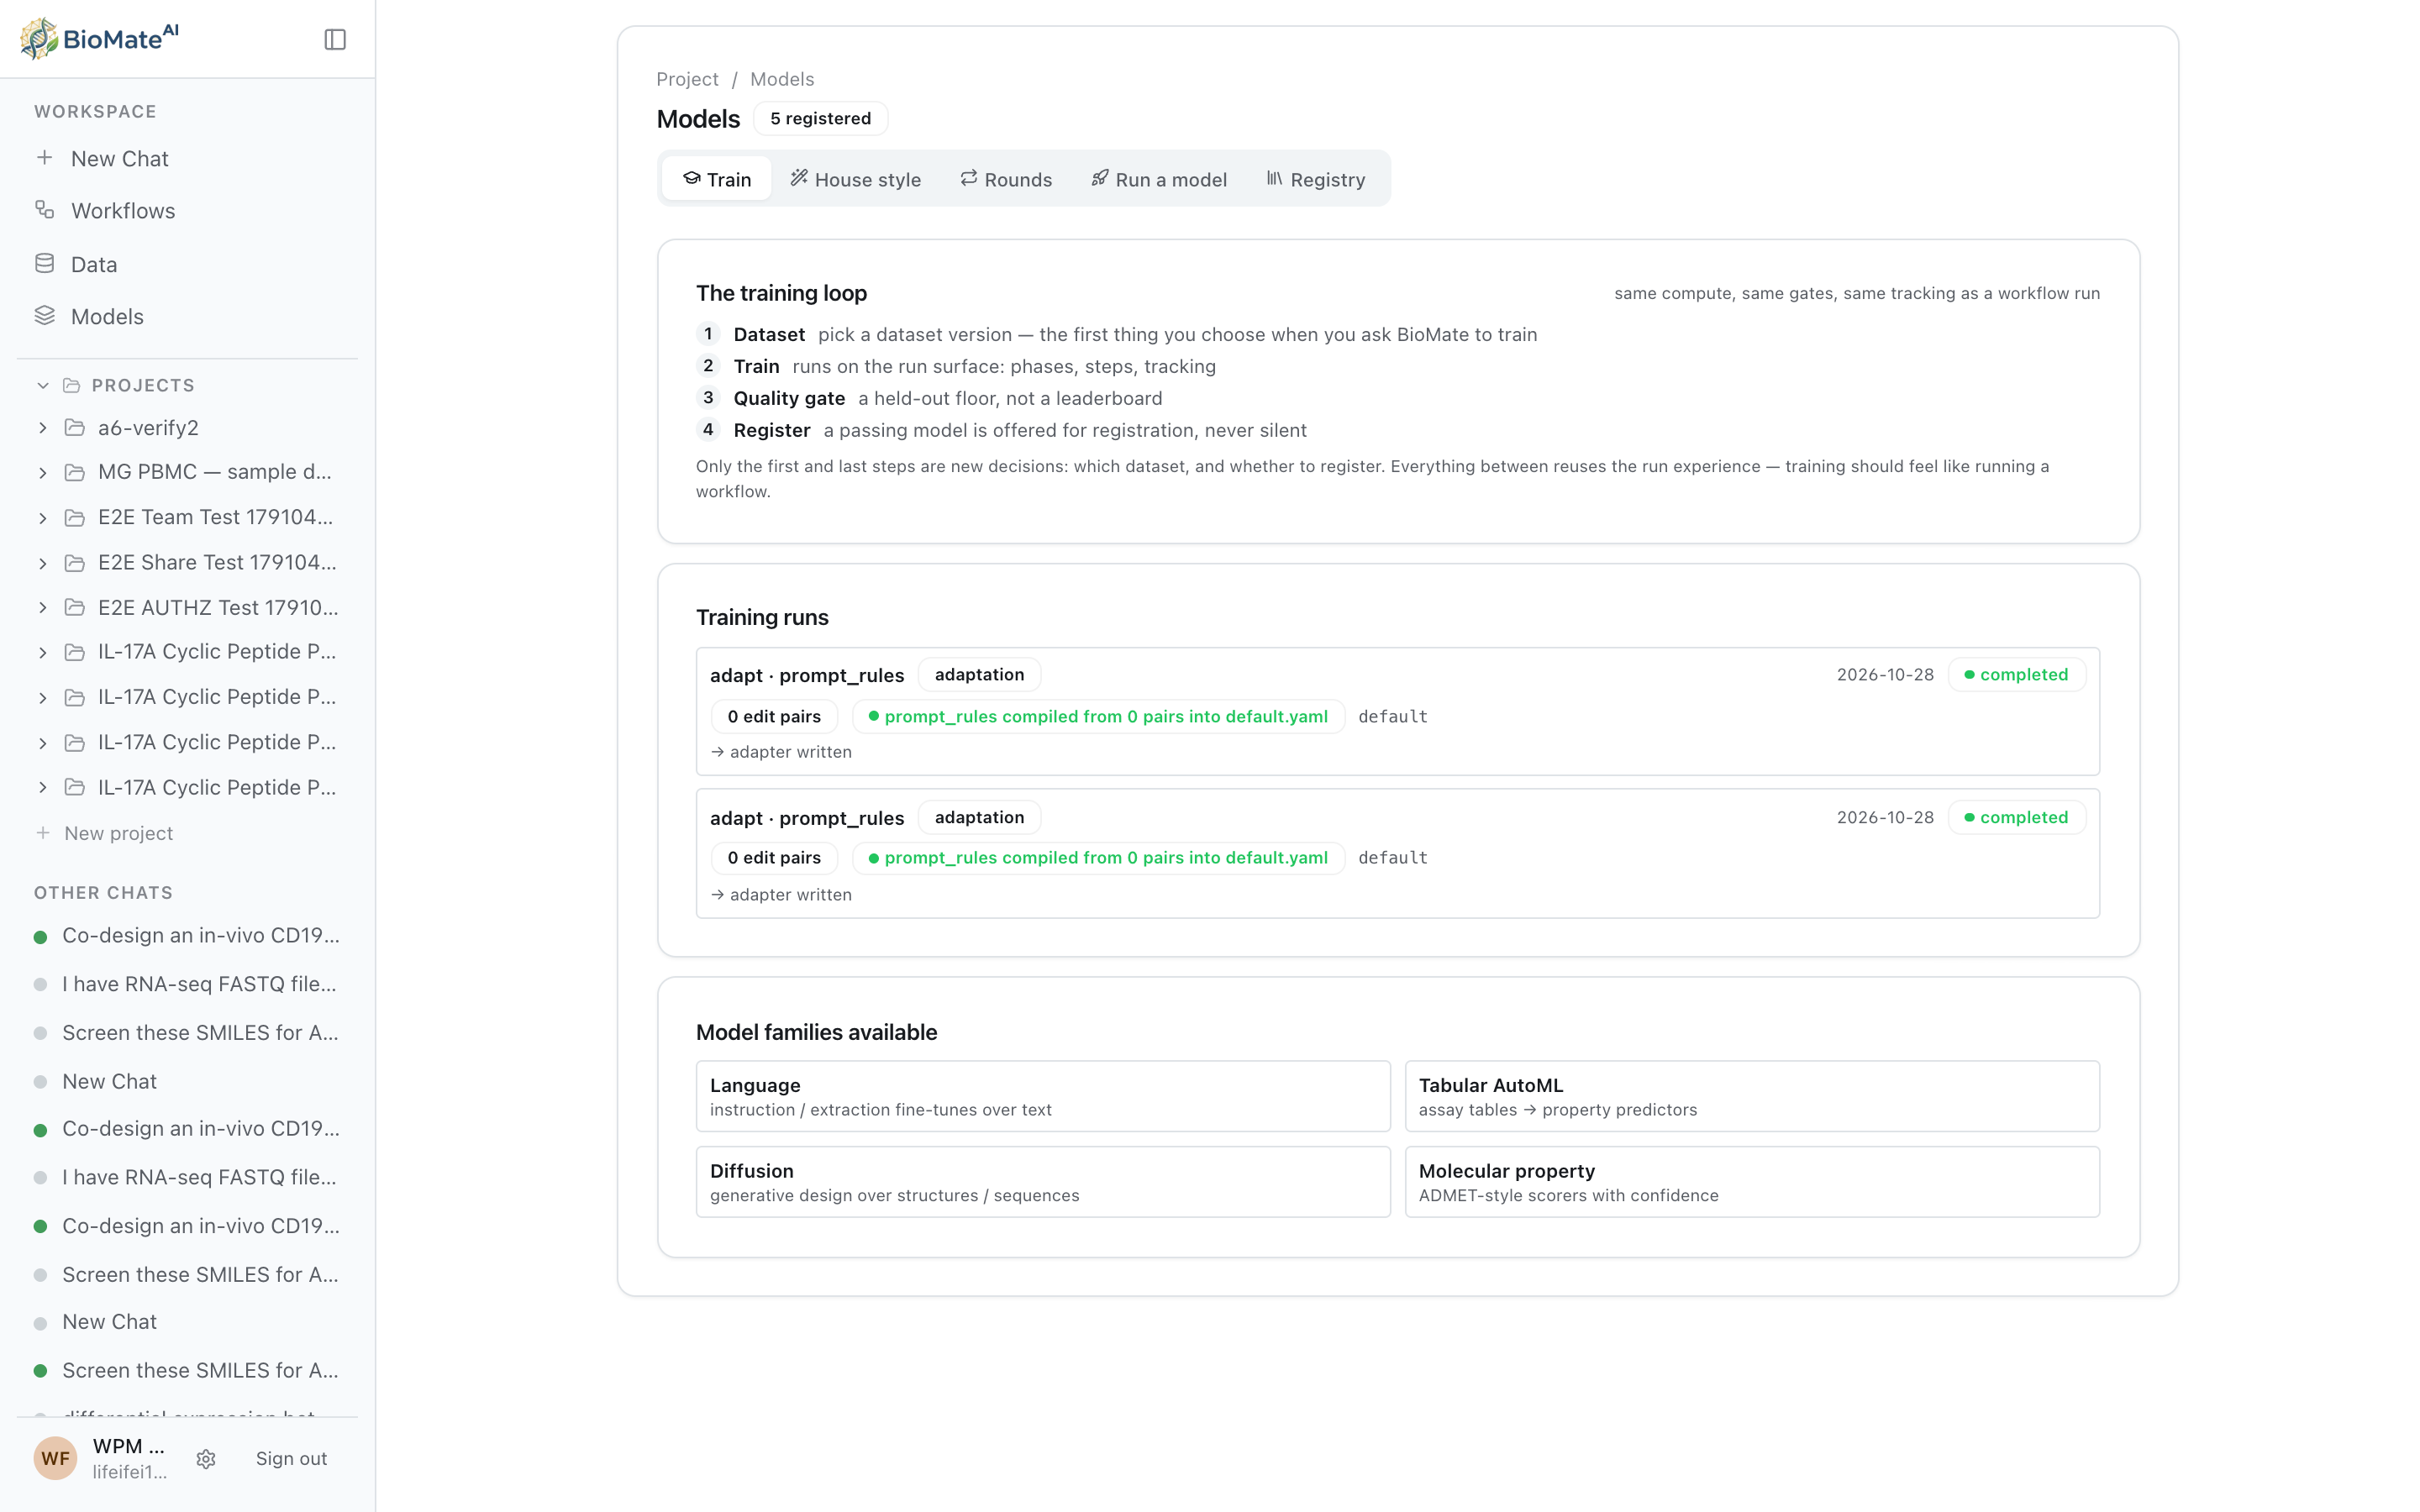 BioMate AI
WORKSPACE
New Chat
Workflows
Data
Models
PROJECTS
a6-verify2
MG PBMC — sample d...
E2E Team Test 179104...
E2E Share Test 179104...
E2E AUTHZ Test 17910...
IL-17A Cyclic Peptide P...
IL-17A Cyclic Peptide P...
IL-17A Cyclic Peptide P...
IL-17A Cyclic Peptide P...
New project
OTHER CHATS
Co-design an in-vivo CD19...
I have RNA-seq FASTQ file...
Screen these SMILES for A...
New Chat
Co-design an in-vivo CD19...
I have RNA-seq FASTQ file...
Co-design an in-vivo CD19...
Screen these SMILES for A...
New Chat
Screen these SMILES for A...
WF
WPM ...
lifeifei1...
Sign out
Project / Models
Models 5 registered
Train House style Rounds Run a model Registry
The training loop same compute, same gates, same tracking as a workflow run
1 Dataset pick a dataset version — the first thing you choose when you ask BioMate to train
2 Train runs on the run surface: phases, steps, tracking
3 Quality gate a held-out floor, not a leaderboard
4 Register a passing model is offered for registration, never silent
Only the first and last steps are new decisions: which dataset, and whether to register. Everything between reuses the run experience — training should feel like running a
workflow.
Training runs
adapt · prompt_rules adaptation 2026-10-28 completed
0 edit pairs prompt_rules compiled from 0 pairs into default.yaml default
→ adapter written
adapt · prompt_rules adaptation 2026-10-28 completed
0 edit pairs prompt_rules compiled from 0 pairs into default.yaml default
→ adapter written
Model families available
Language
instruction / extraction fine-tunes over text
Tabular AutoML
assay tables → property predictors
Diffusion
generative design over structures / sequences
Molecular property
ADMET-style scorers with confidence